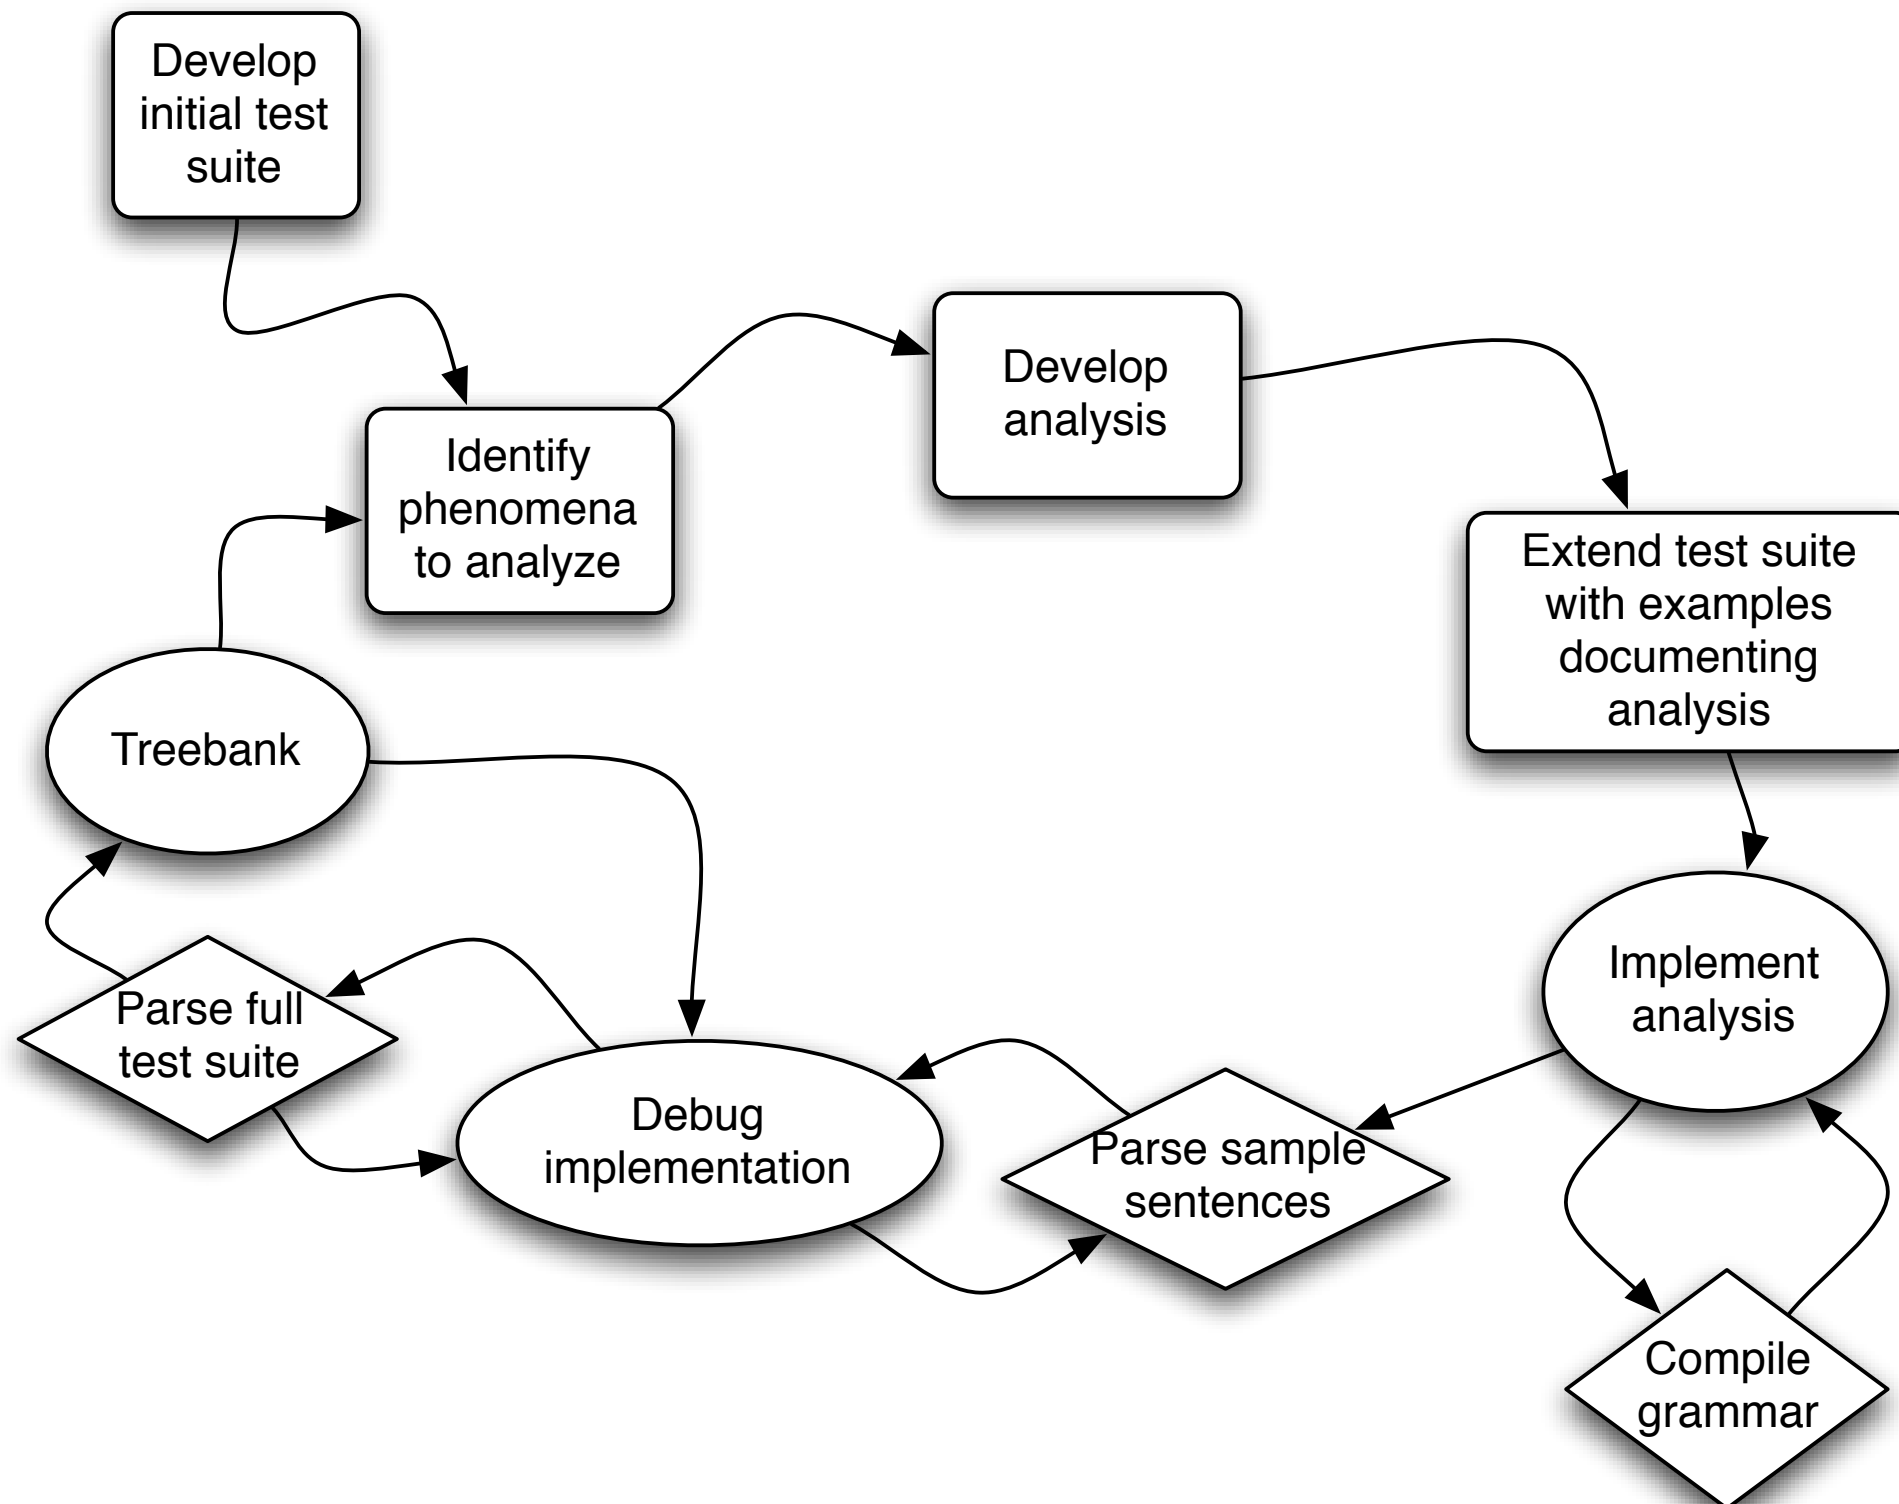 Develop
initial test
suite
Develop
analysis
Identify
phenomena
to analyze
Extend test suite
with examples
documenting
analysis
Treebank
Implement
analysis
Parse full
test suite
Debug
implementation
Parse sample
sentences
Compile
grammar